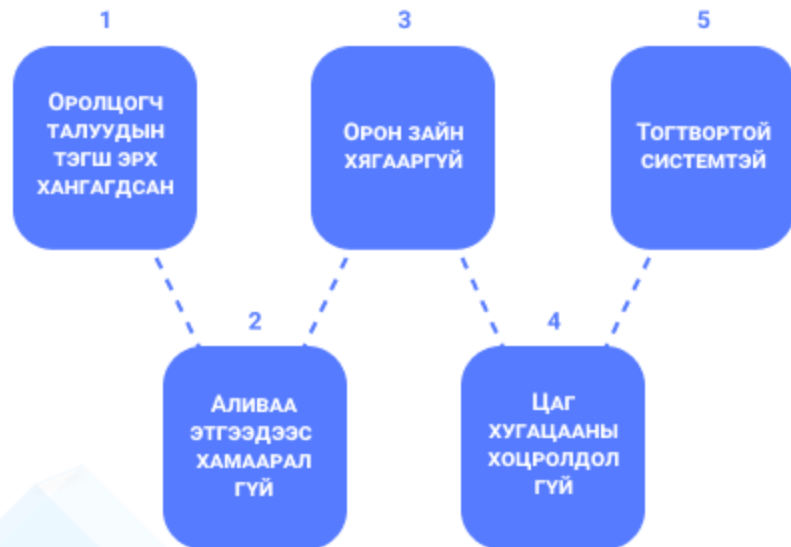 1
Оролцогч
талуудын
тэгш эрх
хангагдсан
2
Аливаа
этгээдээс
хамаарал
гүй
3
Орон зайн
хягааргүй
4
Цаг
хугацааны
хоцролдол
гүй
5
Тогтвортой
системтэй